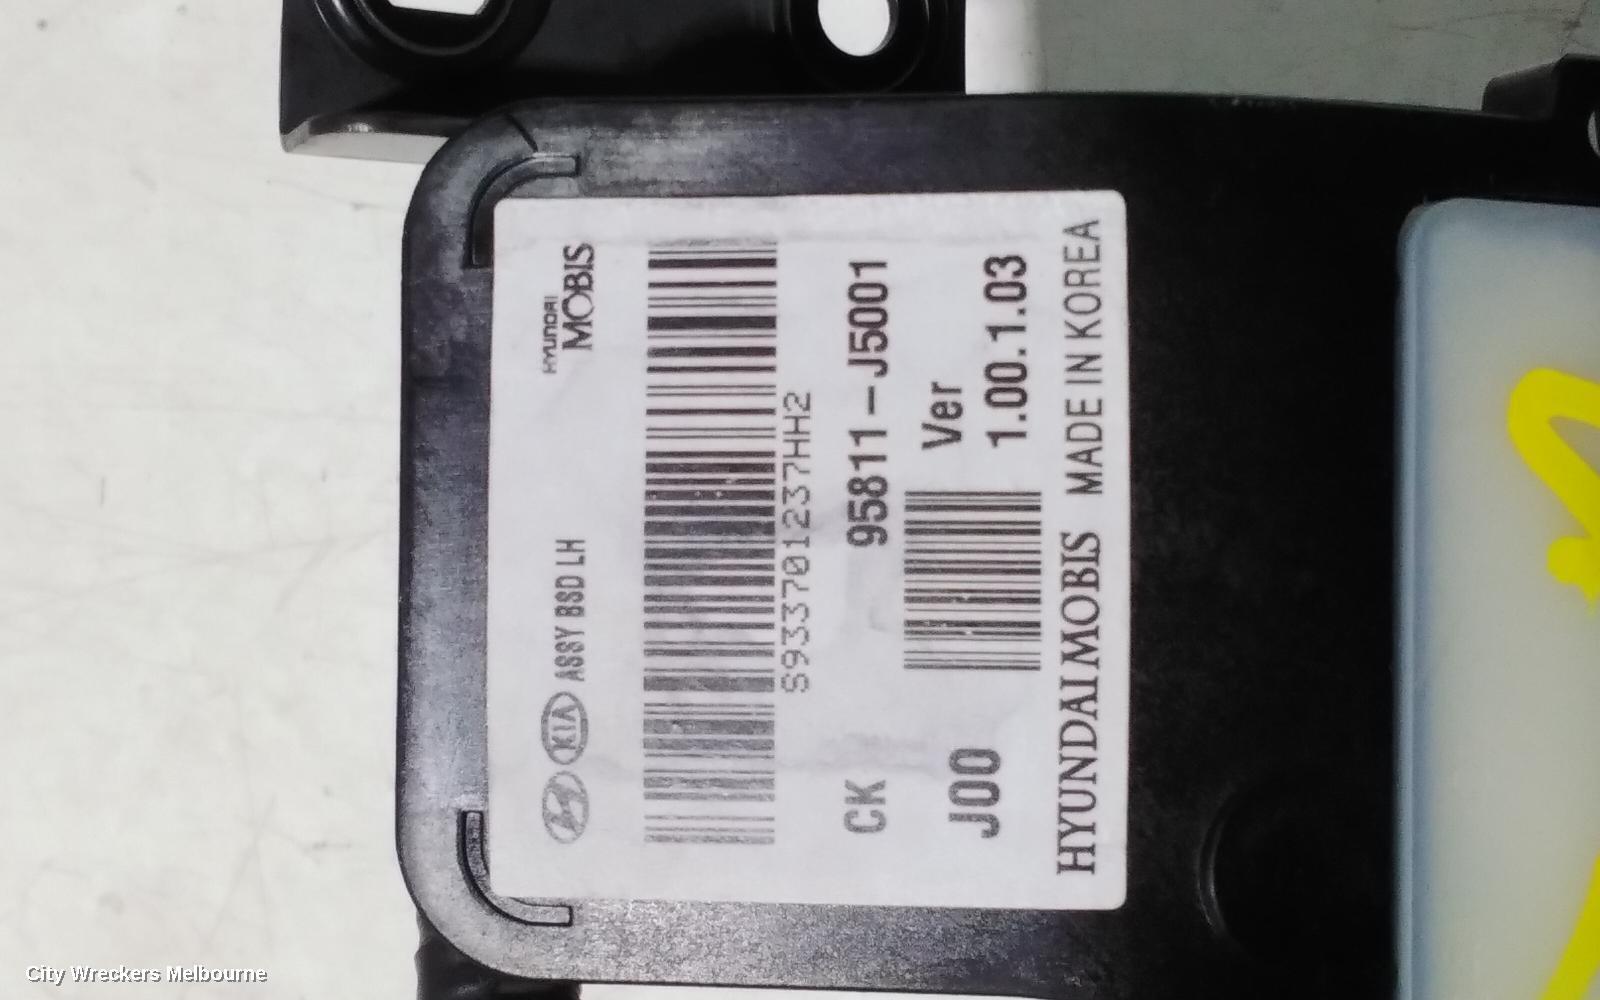 KIA ASSY BSD LH
HYUNDAI
MOBIS
S933701237HH2
CK 95811-J5001
J00 Ver
1.00.1.03
HYUNDAI MOBIS MADE IN KOREA
City Wreckers Melbourne